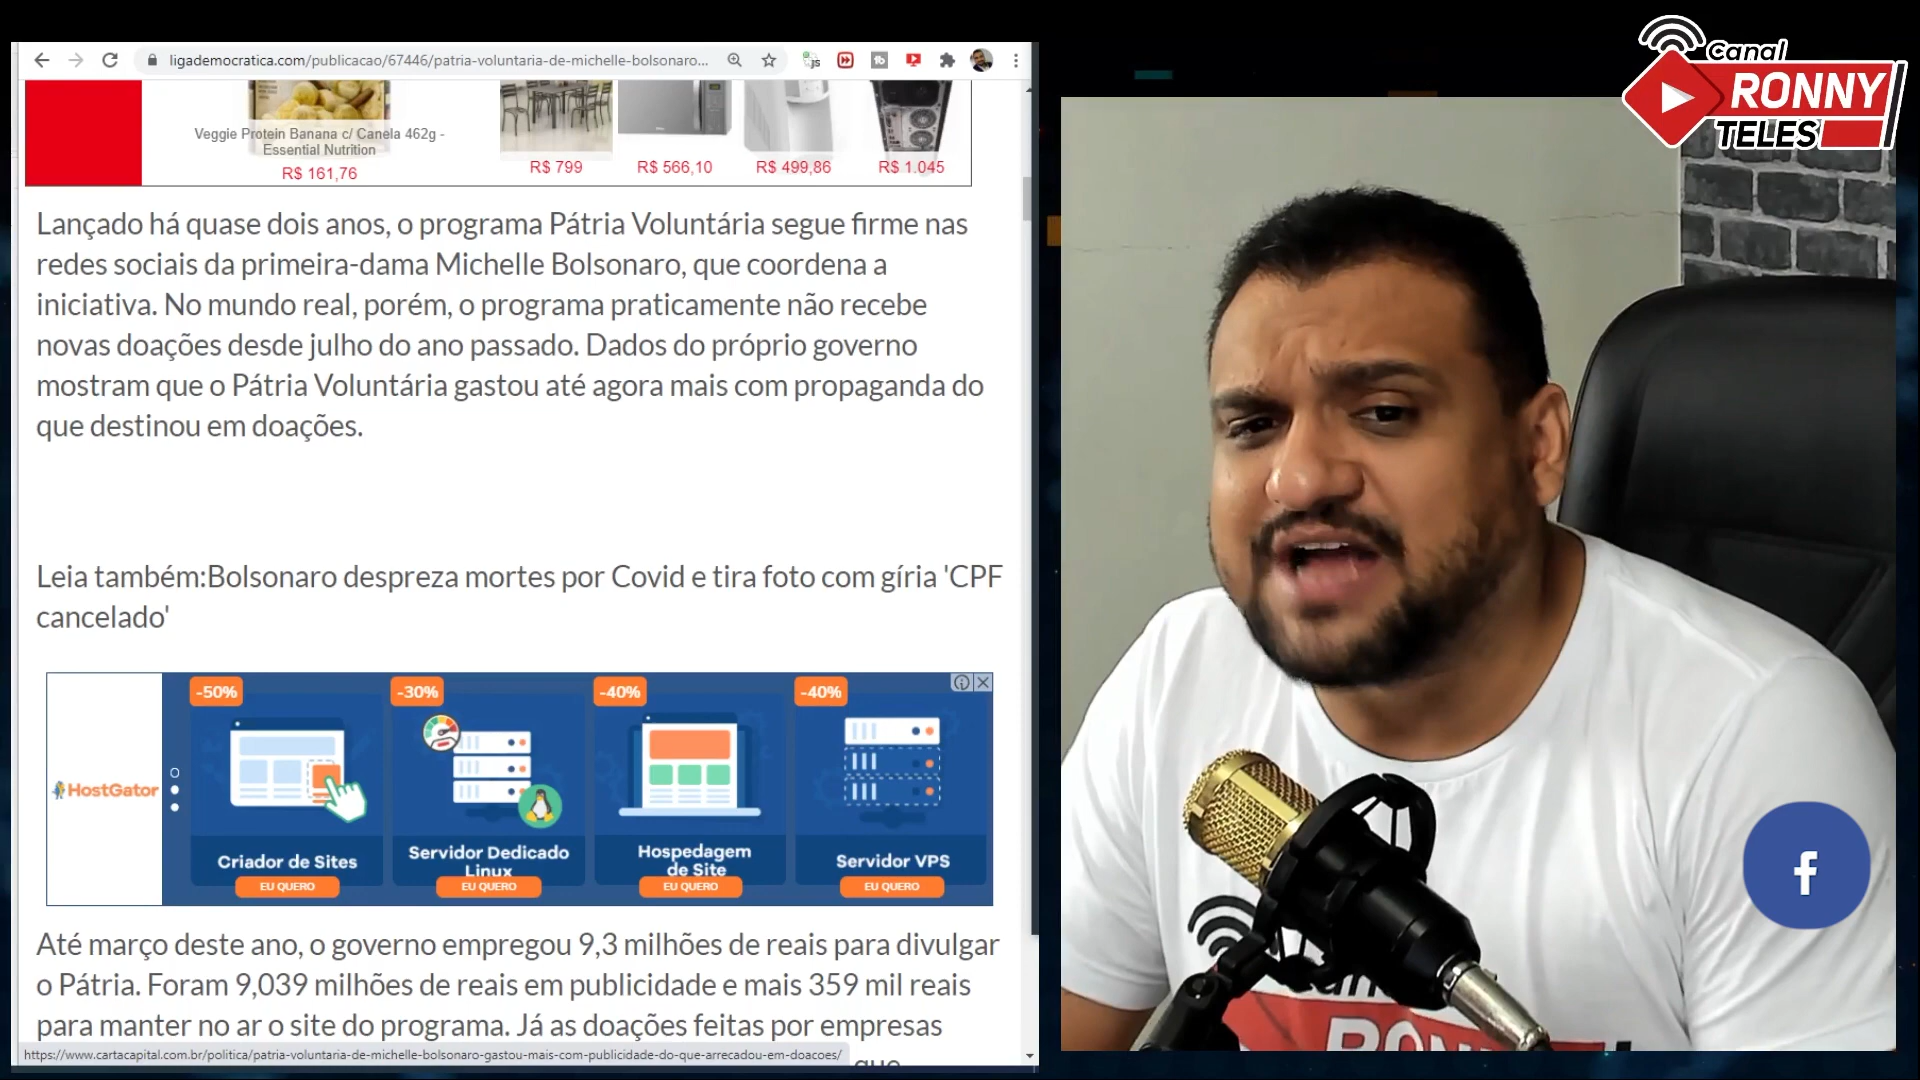 ligademocratica.com/publicacao/67446/patria-voluntaria-de-michelle-bolsonaro...
Veggie Protein Banana c/ Canela 462g -
Essential Nutrition
R$ 161,76
R$ 799
R$ 566,10
R$ 499,86
R$ 1.045
Lançado há quase dois anos, o programa Pátria Voluntária segue firme nas
redes sociais da primeira-dama Michelle Bolsonaro, que coordena a
iniciativa. No mundo real, porém, o programa praticamente não recebe
novas doações desde julho do ano passado. Dados do próprio governo
mostram que o Pátria Voluntária gastou até agora mais com propaganda do
que destinou em doações.
Leia também:Bolsonaro despreza mortes por Covid e tira foto com gíria 'CPF
cancelado'
HostGator
-50%
Criador de Sites
EU QUERO
-30%
Servidor Dedicado
Linux
EU QUERO
-40%
Hospedagem
de Site
EU QUERO
-40%
Servidor VPS
EU QUERO
Até março deste ano, o governo empregou 9,3 milhões de reais para divulgar
o Pátria. Foram 9,039 milhões de reais em publicidade e mais 359 mil reais
para manter no ar o site do programa. Já as doações feitas por empresas
que
https://www.cartacapital.com.br/politica/patria-voluntaria-de-michelle-bolsonaro-gastou-mais-com-publicidade-do-que-arrecadou-em-doacoes/
Canal
RONNY
TELES
f